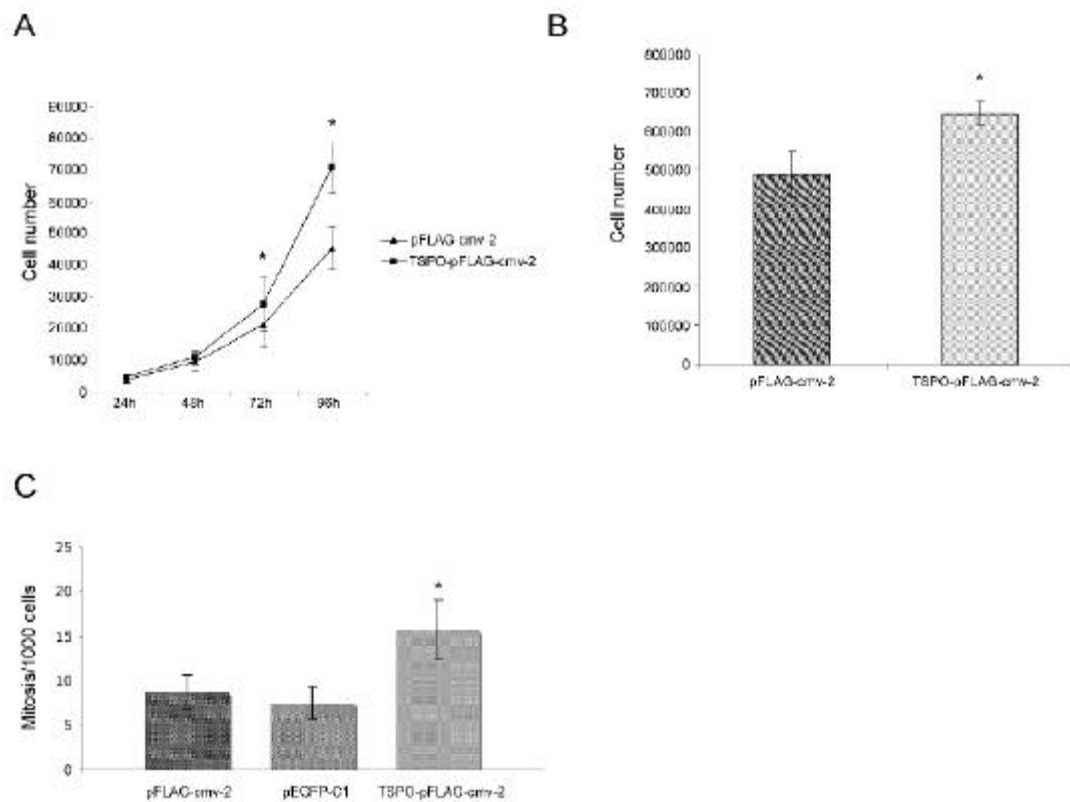 A
90000
80000
70000
60000
50000
40000
30000
20000
10000
0
Cell number
*
*
24h
48h
72h
96h
pFLAG-cmv-2
TSPO-pFLAG-cmv-2
B
800000
700000
600000
500000
400000
300000
200000
100000
0
Cell number
*
pFLAG-cmv-2
TSPO-pFLAG-cmv-2
C
25
20
15
10
5
0
Mitosis/1000 cells
*
pFLAG-cmv-2
pECFP-C1
TSPO-pFLAG-cmv-2